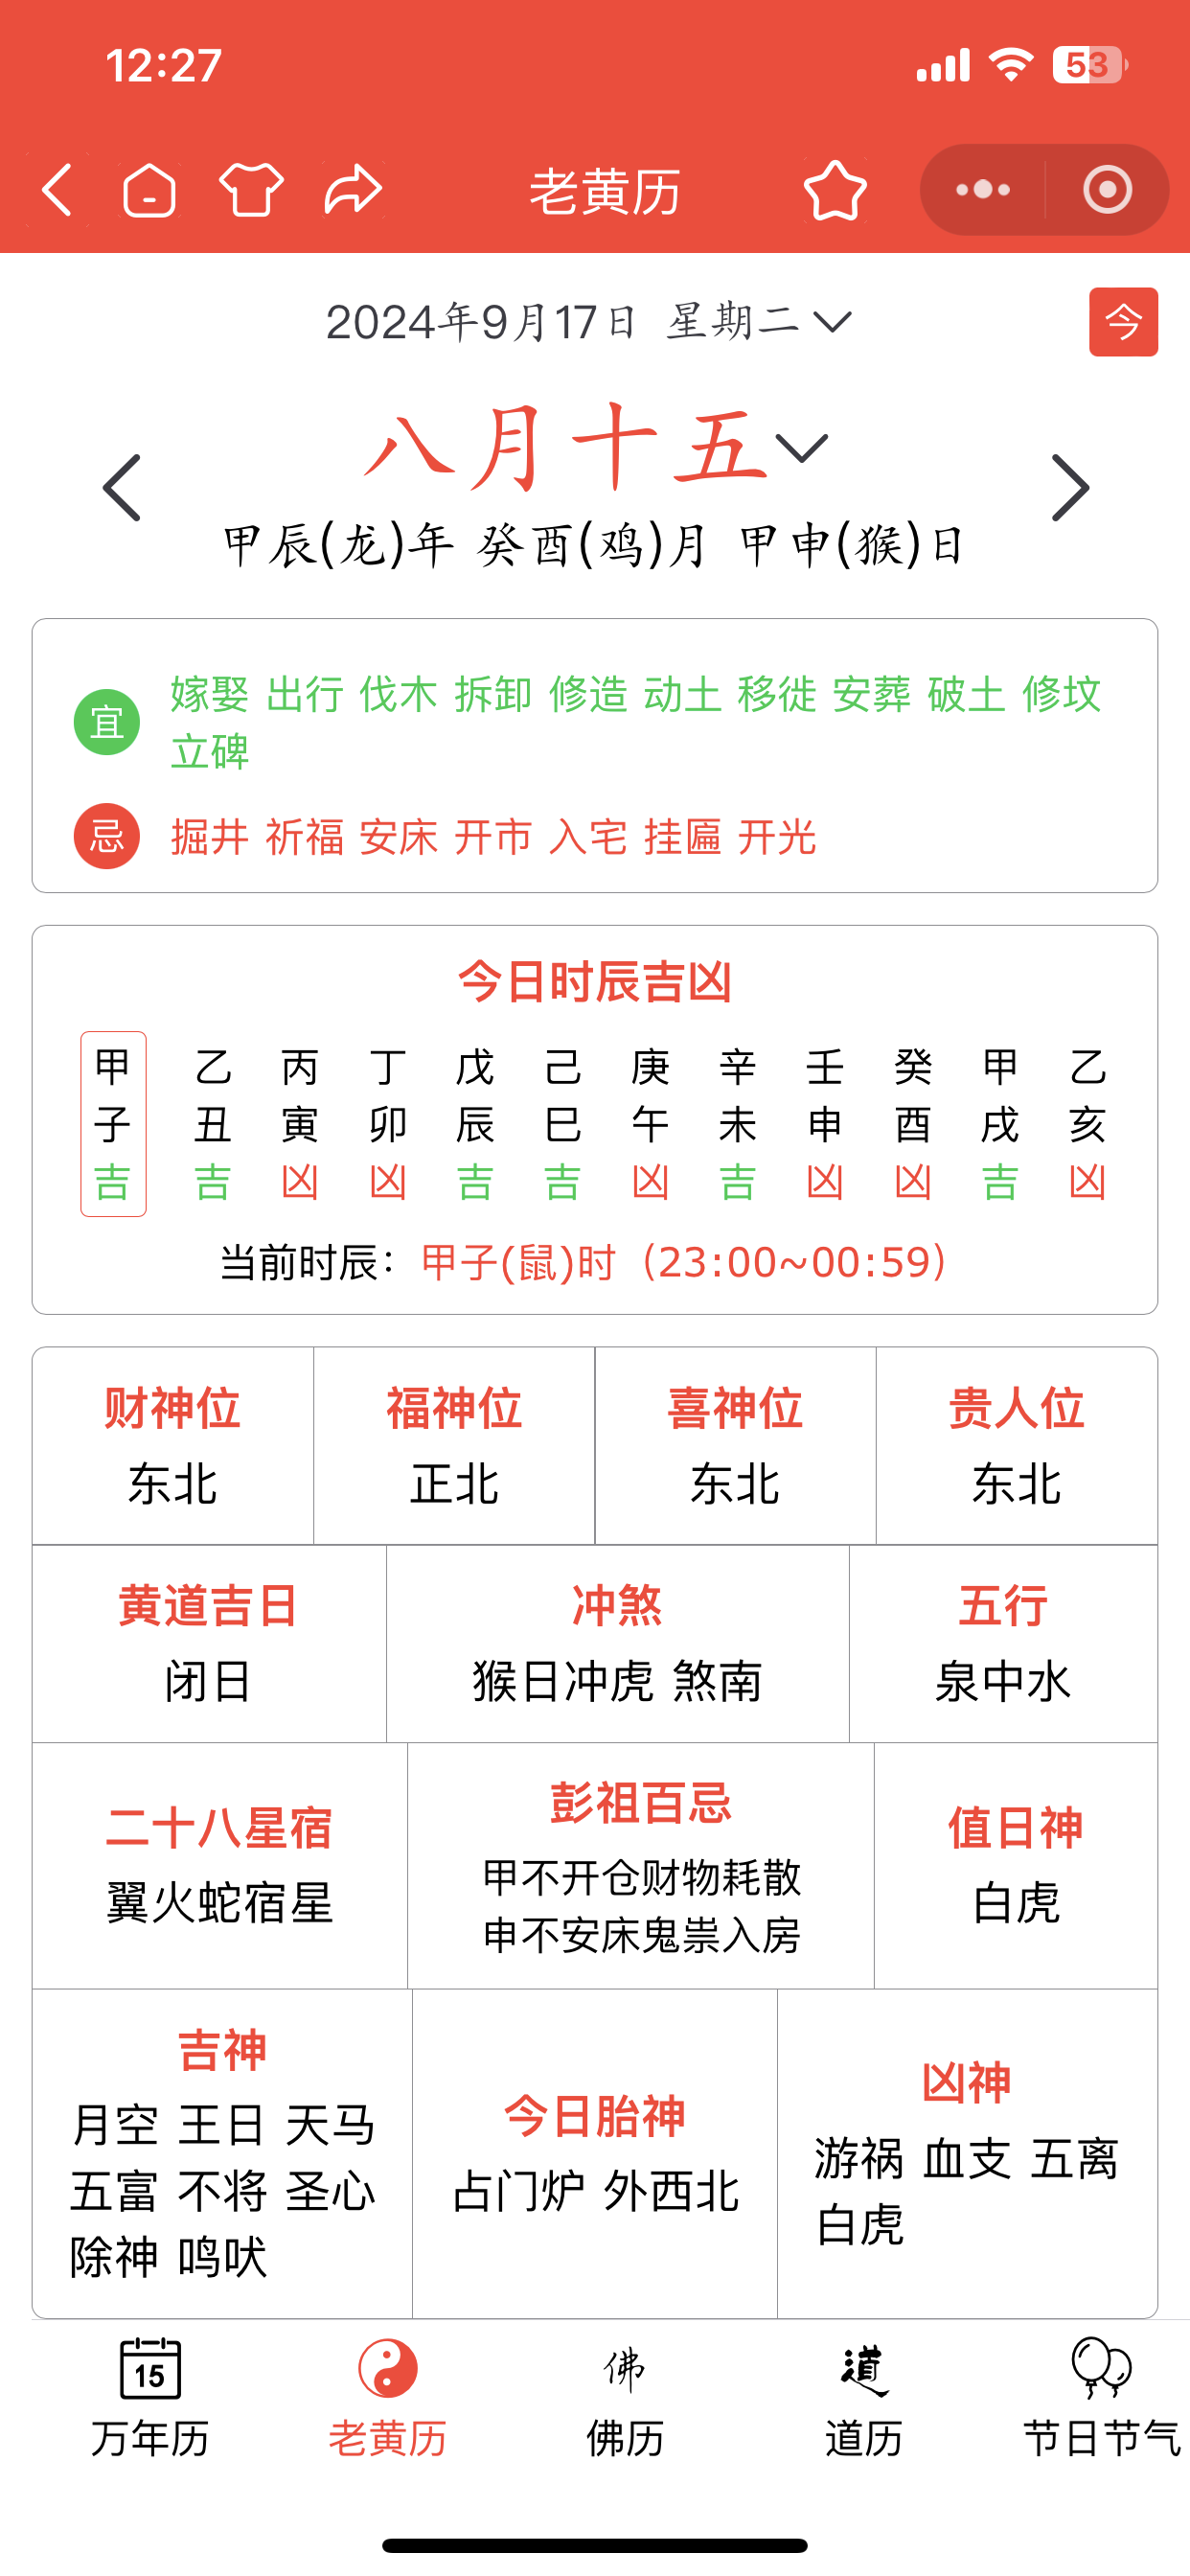 12:27
53
老黄历
2024年9月17日 星期二
今
八月十五
甲辰(龙)年 癸酉(鸡)月 甲申(猴)日
宜
嫁娶 出行 伐木 拆卸 修造 动土 移徙 安葬 破土 修坟
立碑
忌
掘井 祈福 安床 开市 入宅 挂匾 开光
今日时辰吉凶
甲 乙 丙 丁 戊 己 庚 辛 壬 癸 甲 乙
子 丑 寅 卯 辰 巳 午 未 申 酉 戌 亥
吉 吉 凶 凶 吉 吉 凶 吉 凶 凶 吉 凶
当前时辰：甲子(鼠)时（23:00~00:59）
财神位 福神位 喜神位 贵人位
东北 正北 东北 东北
黄道吉日 冲煞 五行
闭日 猴日冲虎 煞南 泉中水
二十八星宿
翼火蛇宿星
彭祖百忌
甲不开仓财物耗散
申不安床鬼祟入房
值日神
白虎
吉神
月空 王日 天马
五富 不将 圣心
除神 鸣吠
今日胎神
占门炉 外西北
凶神
游祸 血支 五离
白虎
15
佛
道
万年历 老黄历 佛历 道历 节日节气